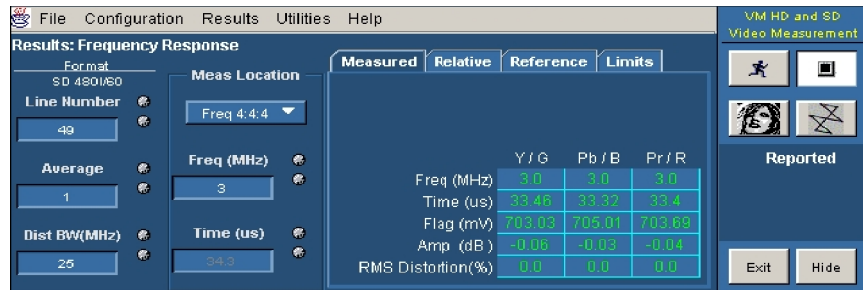 File Configuration Results Utilities Help
VM HD and SD
Video Measurement
Results: Frequency Response
Format
SD 480I/60
Line Number
49
Average
1
Dist BW(MHz)
25
Meas Location
Freq 4:4:4
Freq (MHz)
3
Time (us)
34.3
Measured Relative Reference Limits
Y / G Pb / B Pr / R
Freq (MHz) 3.0 3.0 3.0
Time (us) 33.46 33.32 33.4
Flag (mV) 703.03 705.01 703.69
Amp (dB) -0.06 -0.03 -0.04
RMS Distortion(%) 0.0 0.0 0.0
Reported
Exit Hide